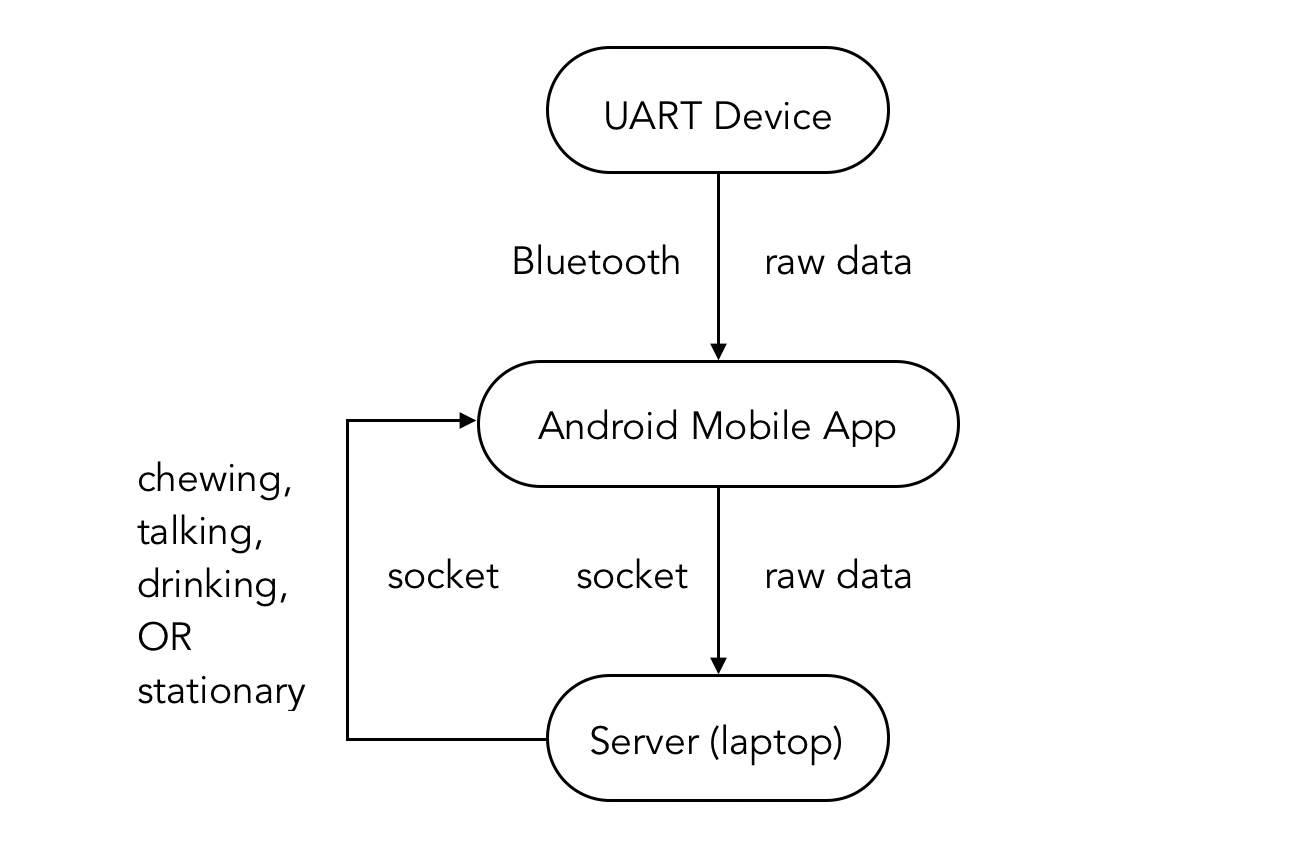 UART Device
Bluetooth
raw data
Android Mobile App
chewing,
talking,
drinking,
OR
stationary
socket
socket
raw data
Server (laptop)